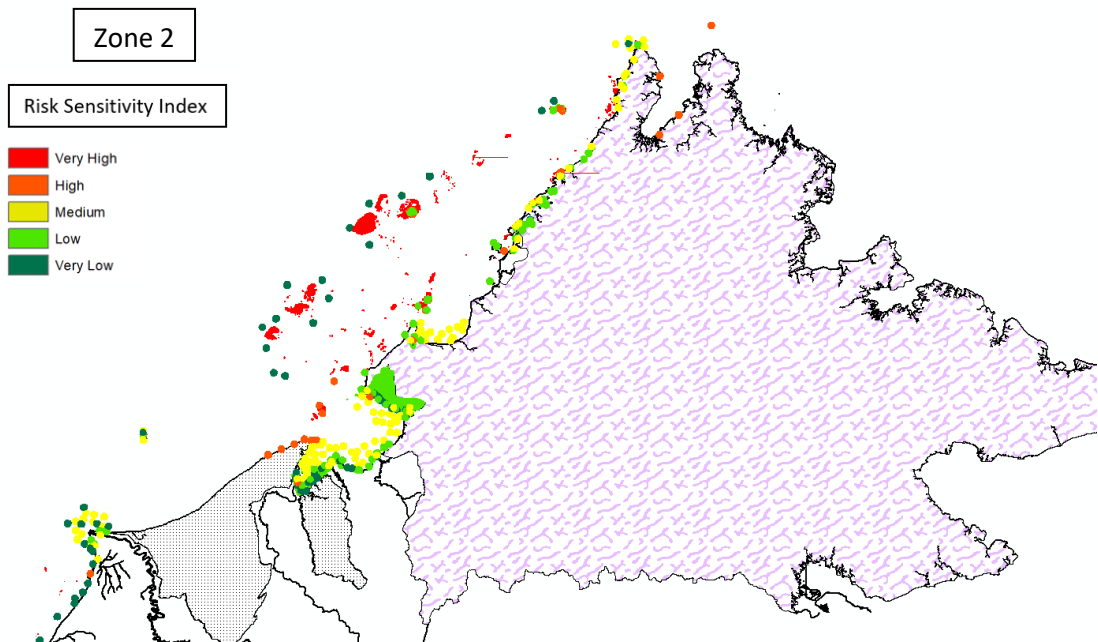 Zone 2
Risk Sensitivity Index
Very High
High
Medium
Low
Very Low